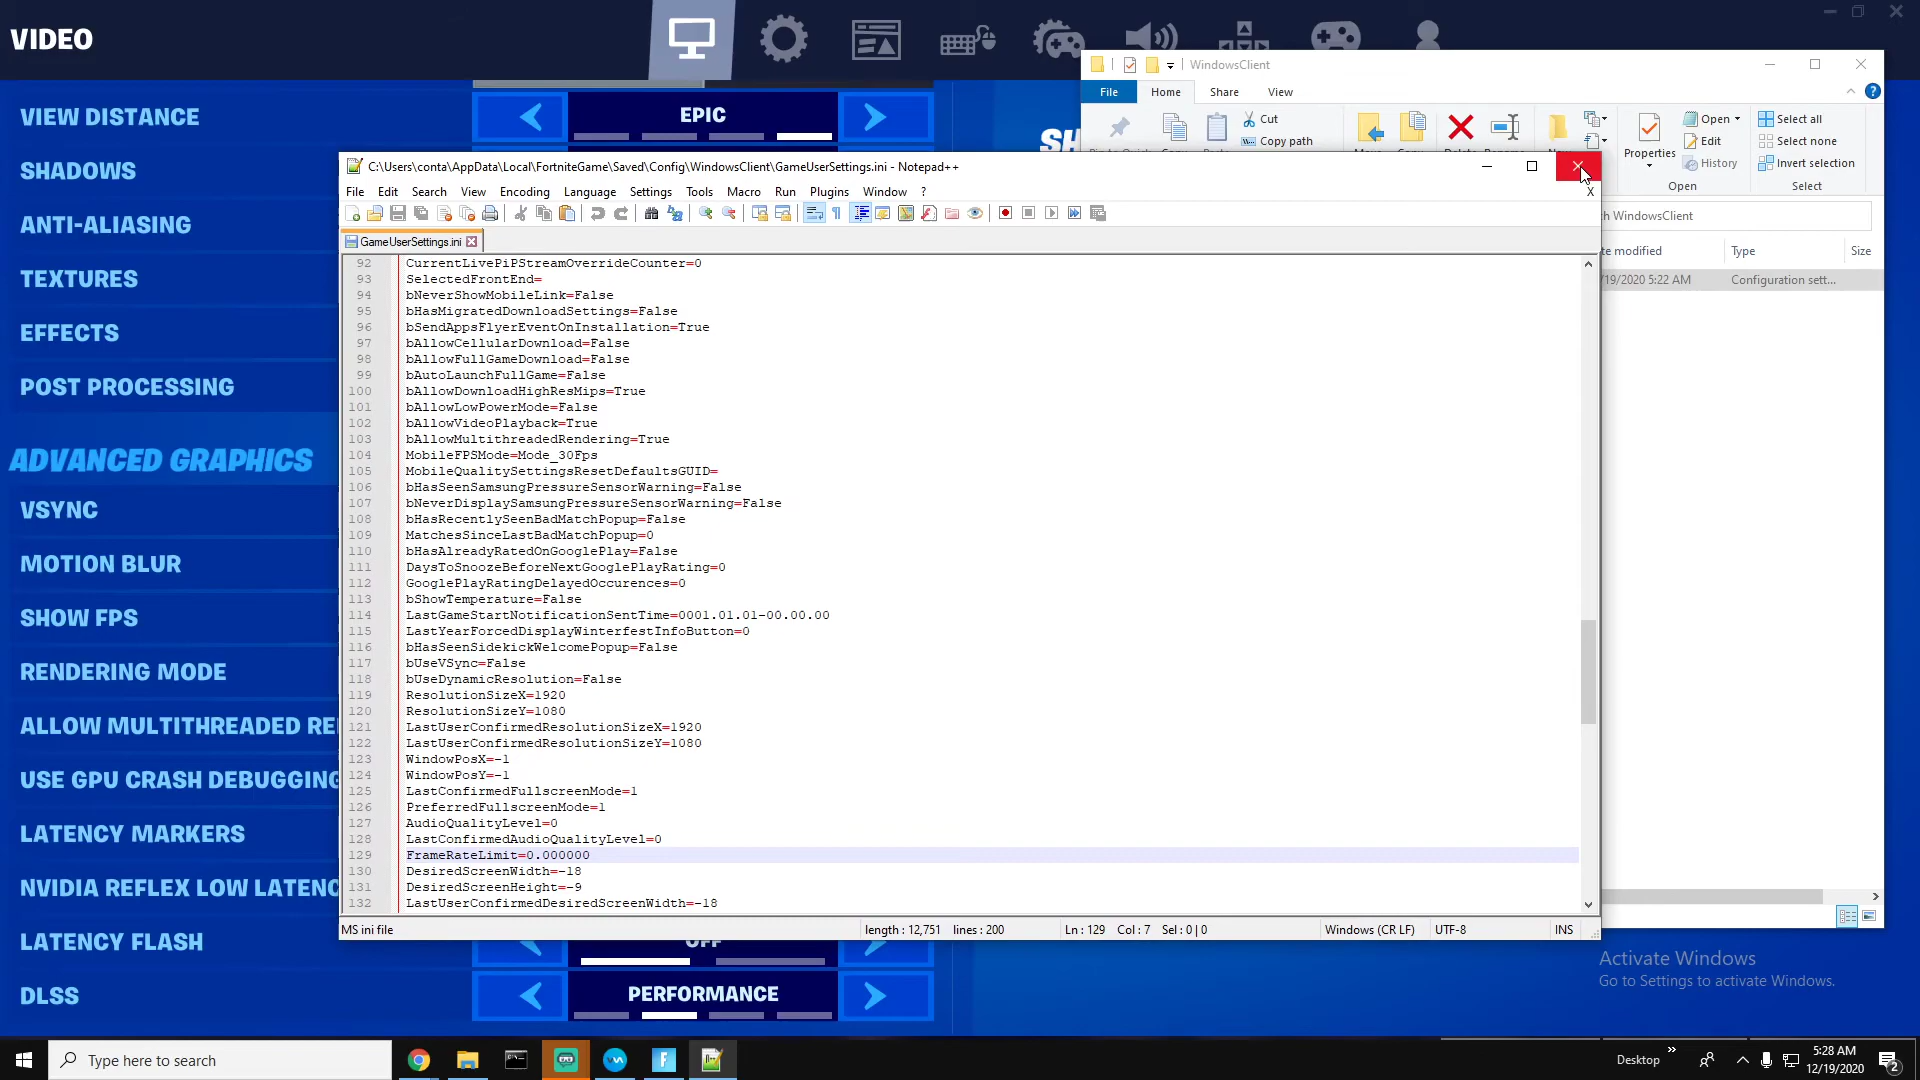 VIDEO
VIEW DISTANCE
EPIC
SHADOWS
ANTI-ALIASING
TEXTURES
EFFECTS
POST PROCESSING
ADVANCED GRAPHICS
VSYNC
MOTION BLUR
SHOW FPS
RENDERING MODE
ALLOW MULTITHREADED RE
USE GPU CRASH DEBUGGING
LATENCY MARKERS
NVIDIA REFLEX LOW LATENC
LATENCY FLASH
OFF
DLSS
PERFORMANCE
WindowsClient
File Home Share View
Cut
Copy path
Properties
Open
Edit
History
Open
Select all
Select none
Invert selection
Select
WindowsClient
Type Size
/19/2020 5:22 AM Configuration sett...
C:\Users\conta\AppData\Local\FortniteGame\Saved\Config\WindowsClient\GameUserSettings.ini - Notepad++
File Edit Search View Encoding Language Settings Tools Macro Run Plugins Window ? X
GameUserSettings.ini
92 CurrentLivePiPStreamOverrideCounter=0
93 SelectedFrontEnd=
94 bNeverShowMobileLink=False
95 bHasMigratedDownloadSettings=False
96 bSendAppsFlyerEventOnInstallation=True
97 bAllowCellularDownload=False
98 bAllowFullGameDownload=False
99 bAutoLaunchFullGame=False
100 bAllowDownloadHighResMips=True
101 bAllowLowPowerMode=False
102 bAllowVideoPlayback=True
103 bAllowMultithreadedRendering=True
104 MobileFPSMode=Mode_30Fps
105 MobileQualitySettingsResetDefaultsGUID=
106 bHasSeenSamsungPressureSensorWarning=False
107 bNeverDisplaySamsungPressureSensorWarning=False
108 bHasRecentlySeenBadMatchPopup=False
109 MatchesSinceLastBadMatchPopup=0
110 bHasAlreadyRatedOnGooglePlay=False
111 DaysToSnoozeBeforeNextGooglePlayRating=0
112 GooglePlayRatingDelayedOccurences=0
113 bShowTemperature=False
114 LastGameStartNotificationSentTime=0001.01.01-00.00.00
115 LastYearForcedDisplayWinterfestInfoButton=0
116 bHasSeenSidekickWelcomePopup=False
117 bUseVSync=False
118 bUseDynamicResolution=False
119 ResolutionSizeX=1920
120 ResolutionSizeY=1080
121 LastUserConfirmedResolutionSizeX=1920
122 LastUserConfirmedResolutionSizeY=1080
123 WindowPosX=-1
124 WindowPosY=-1
125 LastConfirmedFullscreenMode=1
126 PreferredFullscreenMode=1
127 AudioQualityLevel=0
128 LastConfirmedAudioQualityLevel=0
129 FrameRateLimit=0.000000
130 DesiredScreenWidth=-18
131 DesiredScreenHeight=-9
132 LastUserConfirmedDesiredScreenWidth=-18
MS ini file length : 12,751 lines : 200 Ln : 129 Col : 7 Sel : 0 | 0 Windows (CR LF) UTF-8 INS
Activate Windows
Go to Settings to activate Windows.
Type here to search
Desktop
5:28 AM
12/19/2020
2